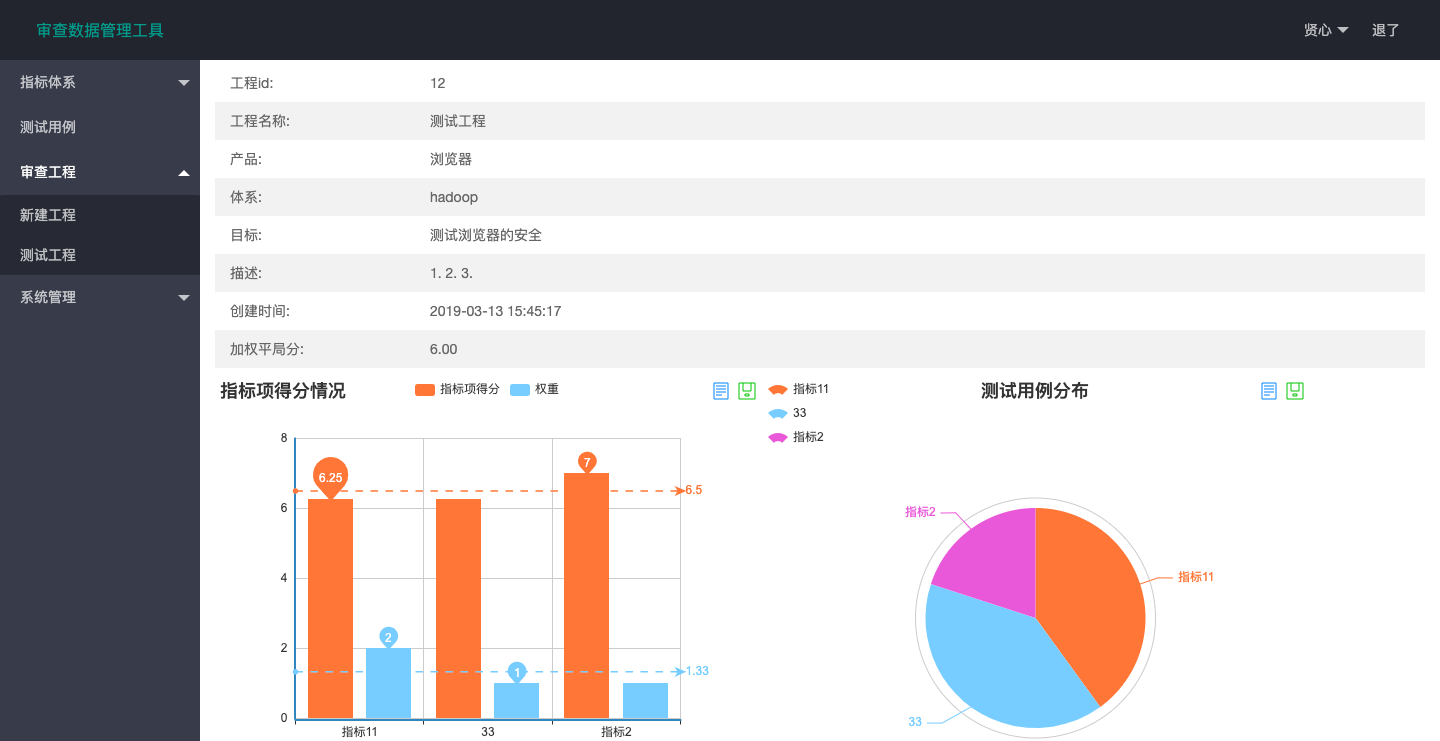 审查数据管理工具
贤心 退了
指标体系
测试用例
审查工程
新建工程
测试工程
系统管理
工程id: 12
工程名称: 测试工程
产品: 浏览器
体系: hadoop
目标: 测试浏览器的安全
描述: 1. 2. 3.
创建时间: 2019-03-13 15:45:17
加权平局分: 6.00
指标项得分情况
指标项得分 权重
8
6
4
2
0
6.25
7
6.5
2
1
1.33
指标11 33 指标2
指标11
33
指标2
测试用例分布
指标2
指标11
33